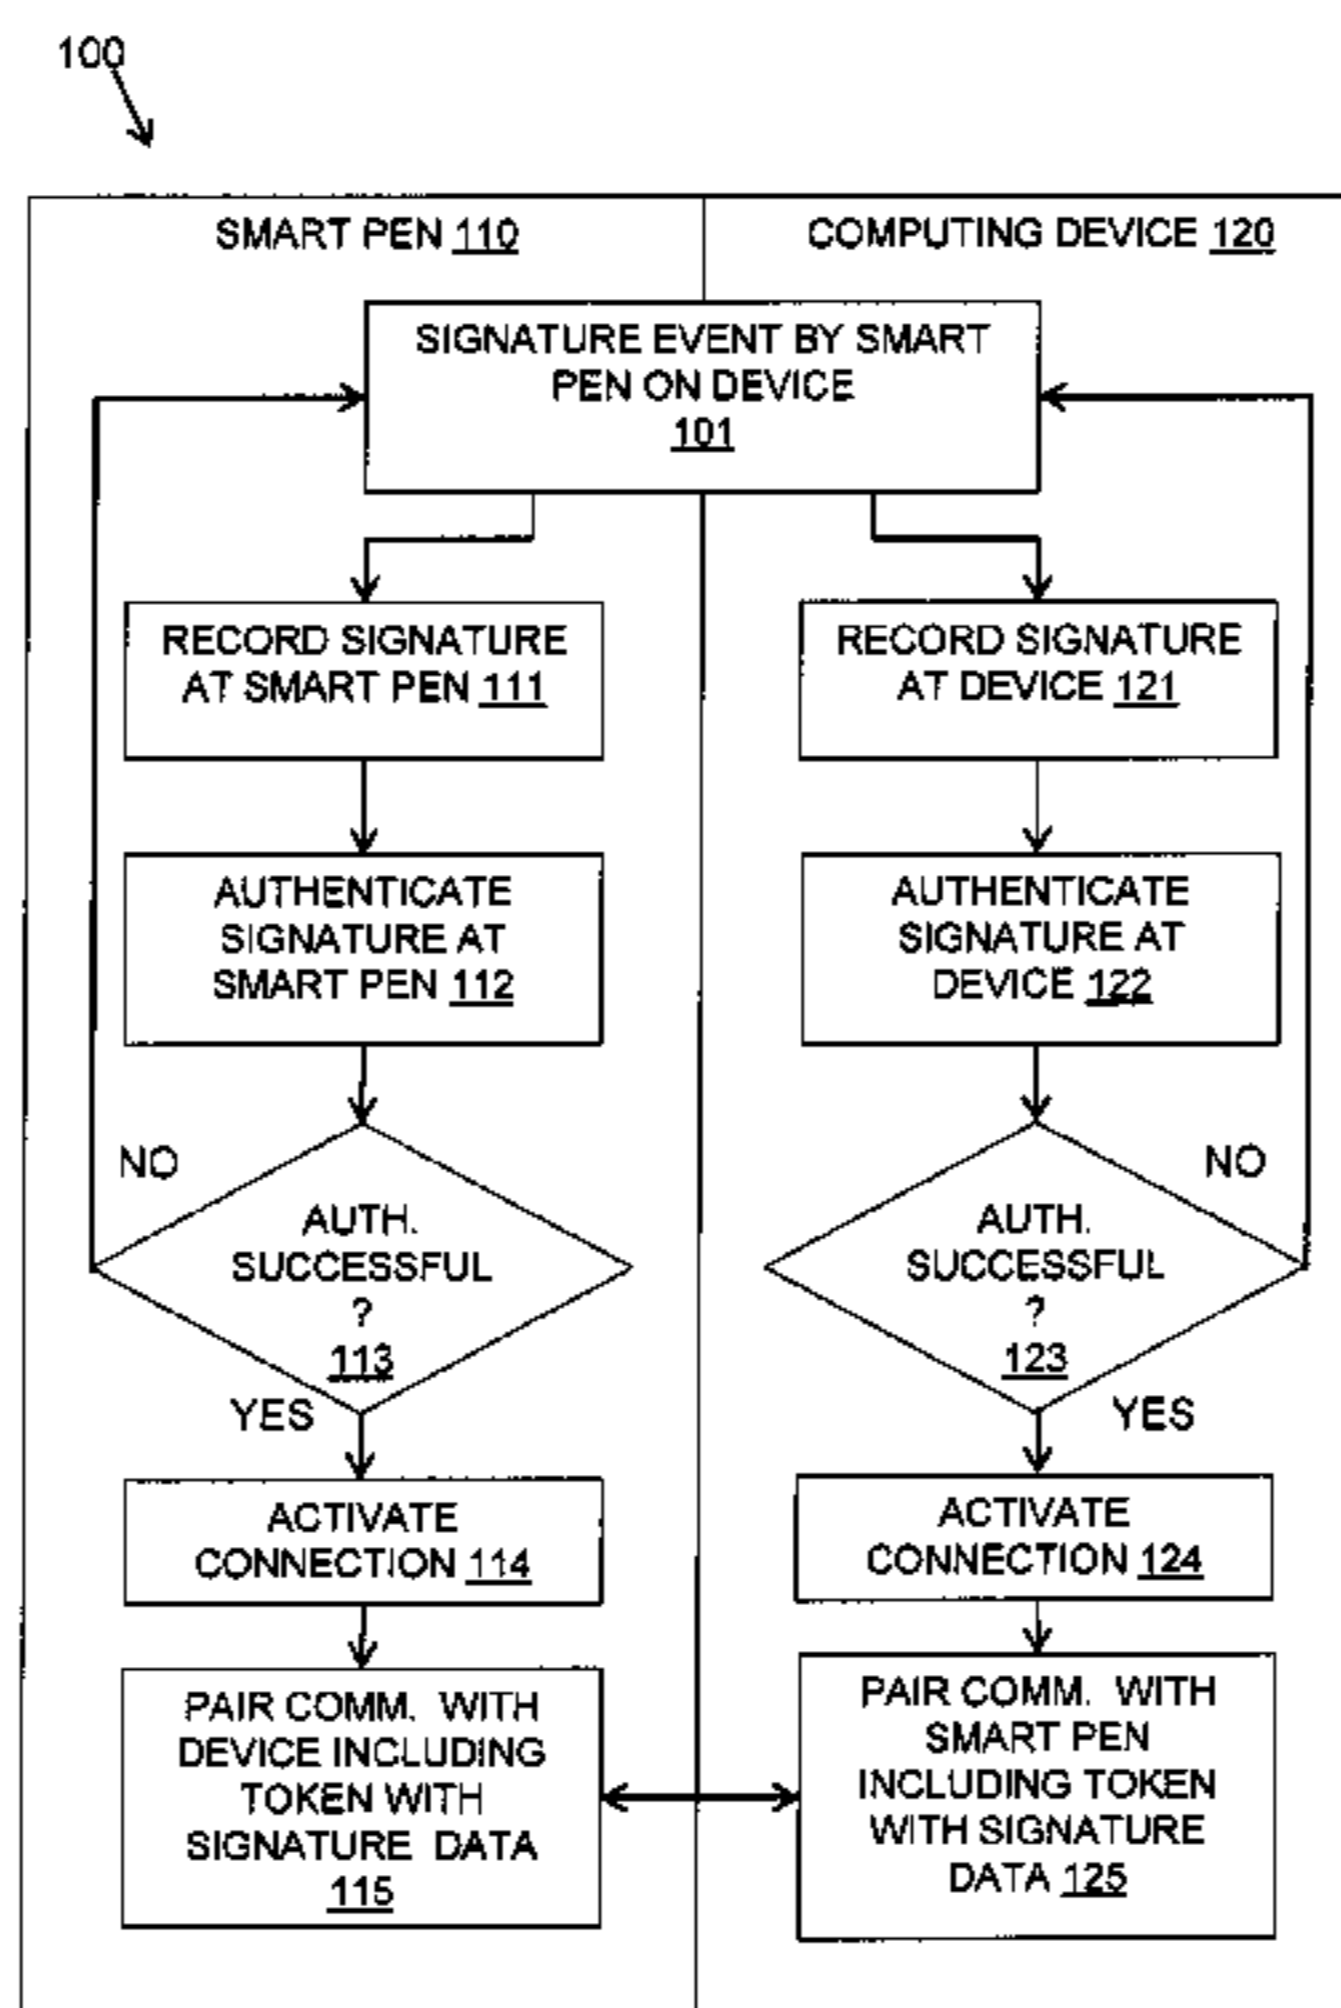 100
SMART PEN 110
COMPUTING DEVICE 120
SIGNATURE EVENT BY SMART
PEN ON DEVICE
101
RECORD SIGNATURE
AT SMART PEN 111
RECORD SIGNATURE
AT DEVICE 121
AUTHENTICATE
SIGNATURE AT
SMART PEN 112
AUTHENTICATE
SIGNATURE AT
DEVICE 122
NO
AUTH.
SUCCESSFUL
?
113
YES
NO
AUTH.
SUCCESSFUL
?
123
YES
ACTIVATE
CONNECTION 114
ACTIVATE
CONNECTION 124
PAIR COMM. WITH
DEVICE INCLUDING
TOKEN WITH
SIGNATURE DATA
115
PAIR COMM. WITH
SMART PEN
INCLUDING TOKEN
WITH SIGNATURE
DATA 125